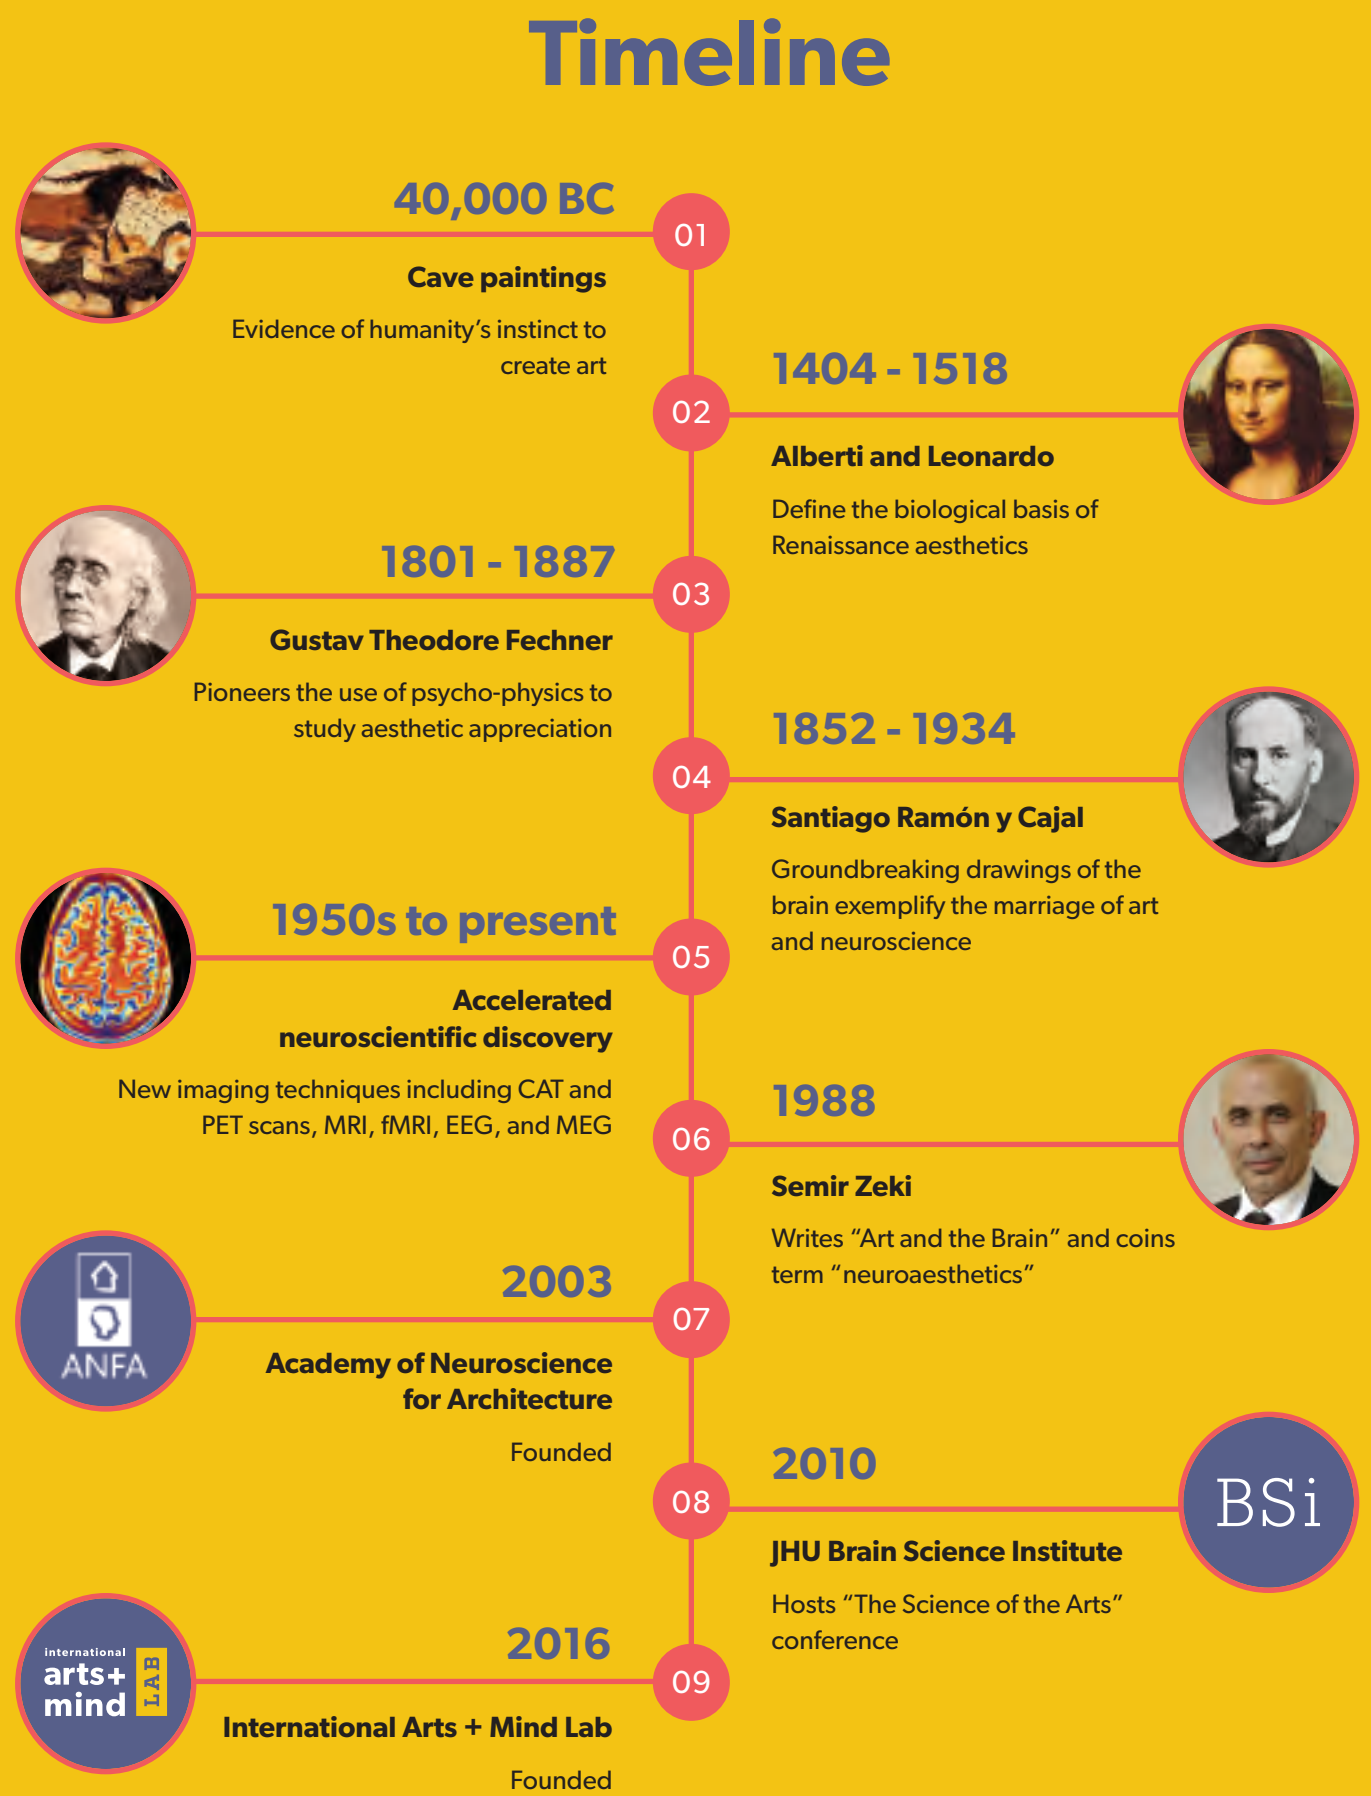 Timeline
40,000 BC
01
Cave paintings
Evidence of humanity's instinct to
create art
1404 - 1518
02
Alberti and Leonardo
Define the biological basis of
Renaissance aesthetics
1801 - 1887
03
Gustav Theodore Fechner
Pioneers the use of psycho-physics to
study aesthetic appreciation
1852 - 1934
04
Santiago Ramón y Cajal
Groundbreaking drawings of the
brain exemplify the marriage of art
and neuroscience
1950s to present
05
Accelerated
neuroscientific discovery
New imaging techniques including CAT and
PET scans, MRI, fMRI, EEG, and MEG
1988
06
Semir Zeki
Writes “Art and the Brain” and coins
term “neuroaesthetics”
2003
07
ANFA
Academy of Neuroscience
for Architecture
Founded
2010
08
BSi
JHU Brain Science Institute
Hosts “The Science of the Arts”
conference
2016
09
international
arts+
mind
LAB
International Arts + Mind Lab
Founded